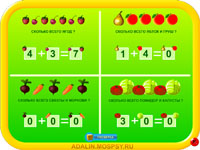 СКОЛЬКО ВСЕГО ЯГОД ?
4 + 3 = 7
СКОЛЬКО ВСЕГО ЯБЛОК И ГРУШ ?
1 + 4 = 0
СКОЛЬКО ВСЕГО СВЕКЛЫ И МОРКОВИ ?
0 + 0 = 0
СКОЛЬКО ВСЕГО ПОМИДОР И КАПУСТЫ ?
3 + 0 = 0
ADALIN.MOSPSY.RU